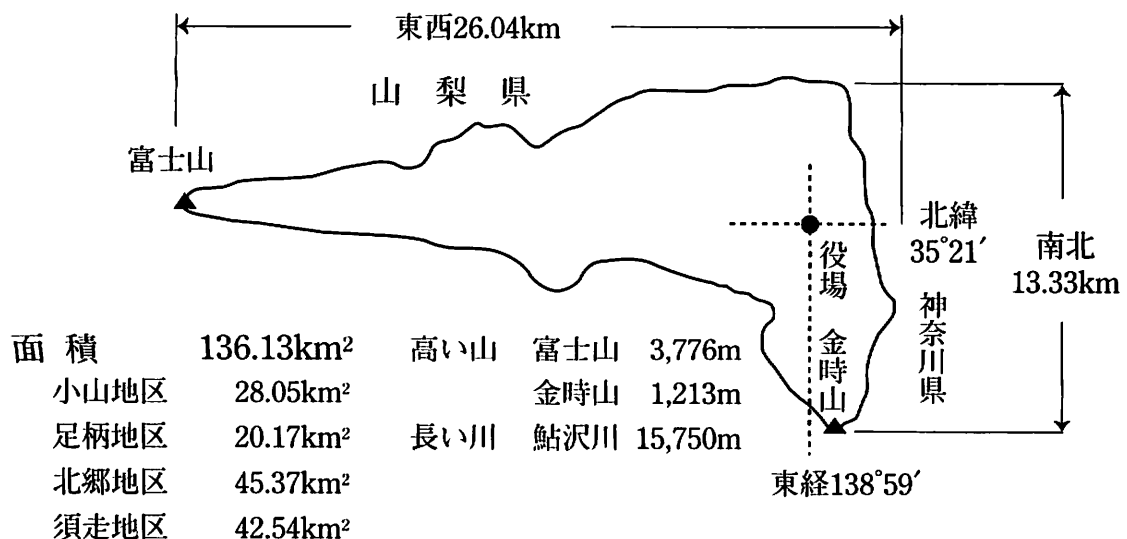 東西26.04km
山梨県
富士山
北緯
35°21′
南北
13.33km
役場
金時山
神奈川県
東経138°59′
面積 136.13km²
小山地区 28.05km²
足柄地区 20.17km²
北郷地区 45.37km²
須走地区 42.54km²
高い山 富士山 3,776m
金時山 1,213m
長い川 鮎沢川 15,750m